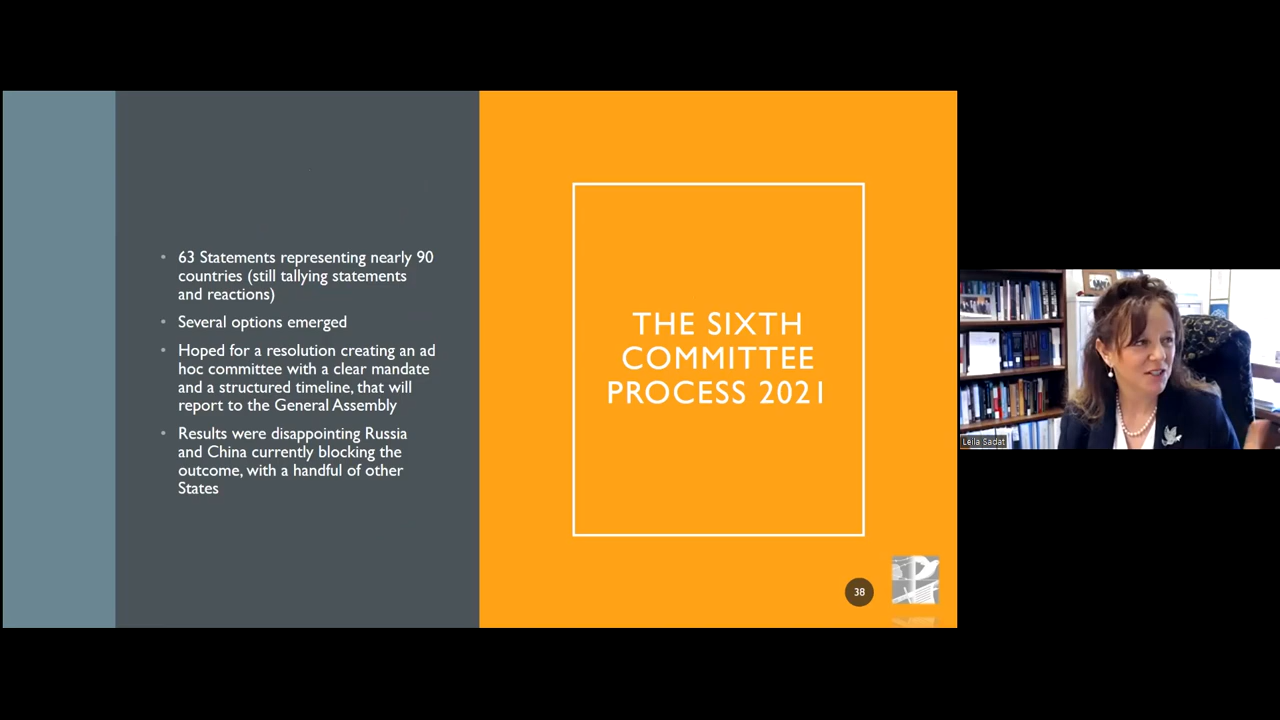 63 Statements representing nearly 90
countries (still tallying statements
and reactions)
Several options emerged
Hoped for a resolution creating an ad
hoc committee with a clear mandate
and a structured timeline, that will
report to the General Assembly
Results were disappointing Russia
and China currently blocking the
outcome, with a handful of other
States
THE SIXTH
COMMITTEE
PROCESS 2021
38
Leila Sadat